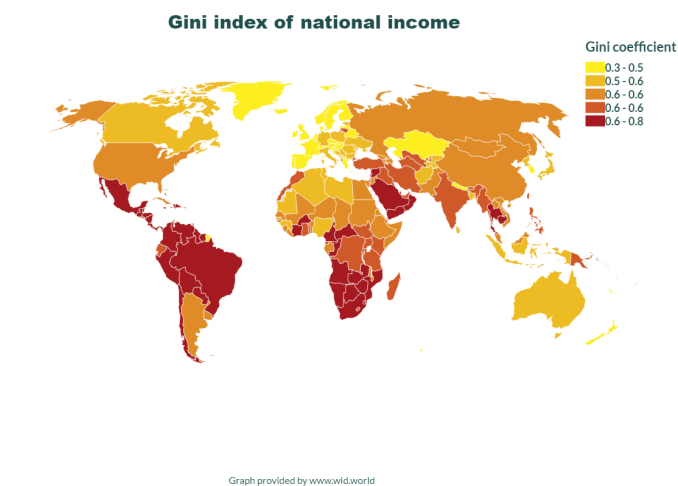 Gini index of national income
Gini coefficient
0.3 - 0.5
0.5 - 0.6
0.6 - 0.6
0.6 - 0.6
0.6 - 0.8
Graph provided by www.wid.world